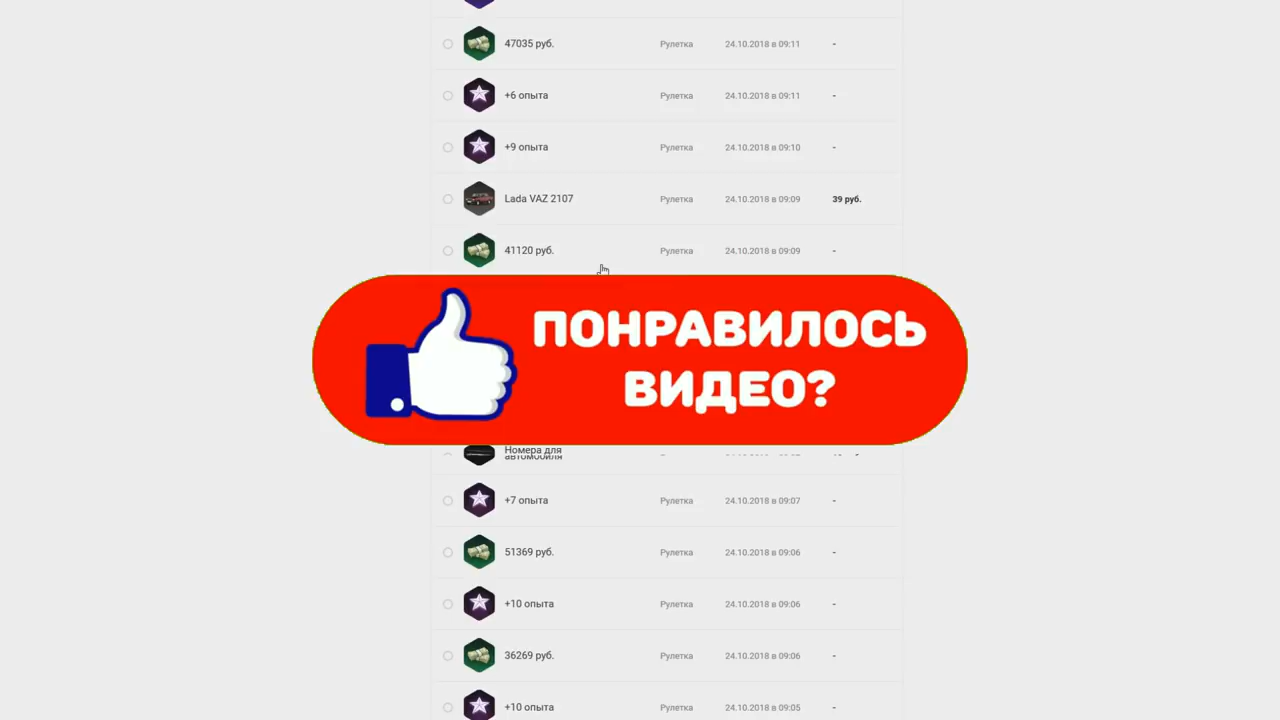 47035 руб. Рулетка 24.10.2018 в 09:11 -
+6 опыта Рулетка 24.10.2018 в 09:11 -
+9 опыта Рулетка 24.10.2018 в 09:10 -
Lada VAZ 2107 Рулетка 24.10.2018 в 09:09 39 руб.
41120 руб. Рулетка 24.10.2018 в 09:09 -
ПОНРАВИЛОСЬ
ВИДЕО?
Номера для
автомобиля
+7 опыта Рулетка 24.10.2018 в 09:07 -
51369 руб. Рулетка 24.10.2018 в 09:06 -
+10 опыта Рулетка 24.10.2018 в 09:06 -
36269 руб. Рулетка 24.10.2018 в 09:06 -
+10 опыта Рулетка 24.10.2018 в 09:05 -